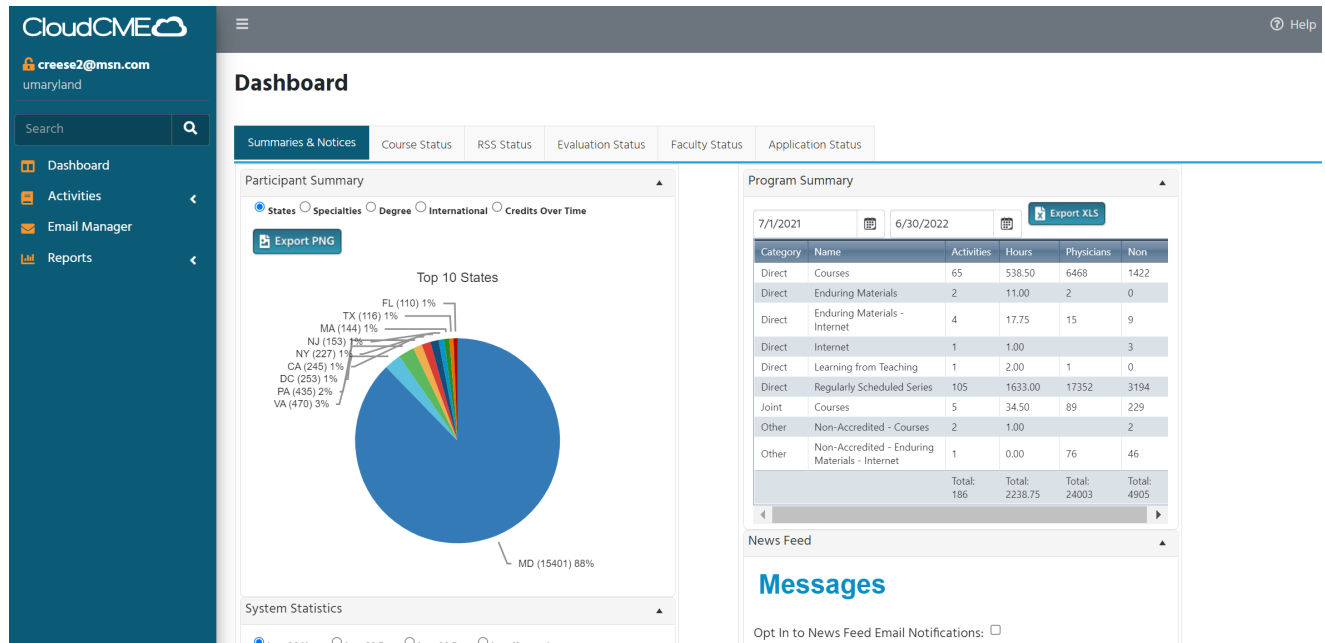 CloudCME
Help
creese2@msn.com
umaryland
Search
Dashboard
Activities
Email Manager
Reports
Dashboard
Summaries & Notices Course Status RSS Status Evaluation Status Faculty Status Application Status
Participant Summary
States Specialties Degree International Credits Over Time
Export PNG
Top 10 States
FL (110) 1%
TX (116) 1%
MA (144) 1%
NJ (153) 1%
NY (227) 1%
CA (245) 1%
DC (253) 1%
PA (435) 2%
VA (470) 3%
MD (15401) 88%
System Statistics
Program Summary
7/1/2021 6/30/2022 Export XLS
Category Name Activities Hours Physicians Non
Direct Courses 65 538.50 6468 1422
Direct Enduring Materials 2 11.00 2 0
Direct Enduring Materials - Internet 4 17.75 15 9
Direct Internet 1 1.00 3
Direct Learning from Teaching 1 2.00 1 0
Direct Regularly Scheduled Series 105 1633.00 17352 3194
Joint Courses 5 34.50 89 229
Other Non-Accredited - Courses 2 1.00 2
Other Non-Accredited - Enduring Materials - Internet 1 0.00 76 46
Total: 186 Total: 2238.75 Total: 24003 Total: 4905
News Feed
Messages
Opt In to News Feed Email Notifications: